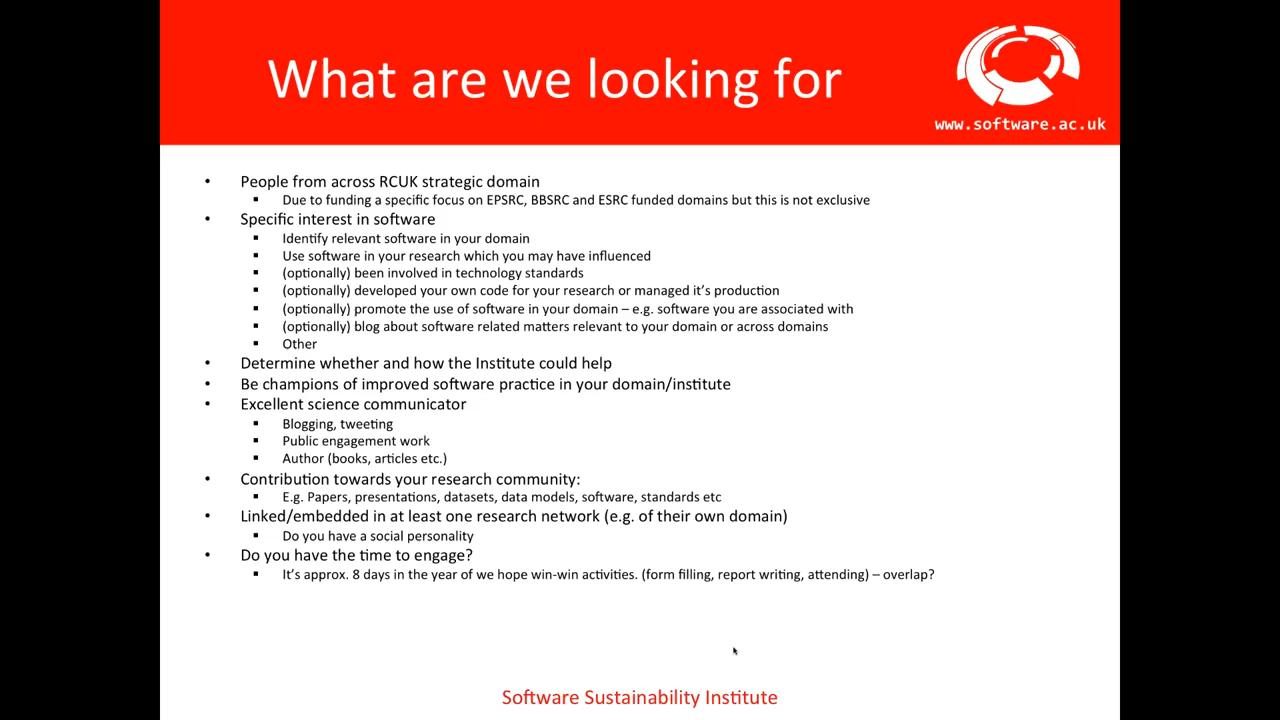 What are we looking for
www.software.ac.uk
• People from across RCUK strategic domain
▪ Due to funding a specific focus on EPSRC, BBSRC and ESRC funded domains but this is not exclusive
• Specific interest in software
▪ Identify relevant software in your domain
▪ Use software in your research which you may have influenced
▪ (optionally) been involved in technology standards
▪ (optionally) developed your own code for your research or managed it's production
▪ (optionally) promote the use of software in your domain – e.g. software you are associated with
▪ (optionally) blog about software related matters relevant to your domain or across domains
▪ Other
• Determine whether and how the Institute could help
• Be champions of improved software practice in your domain/institute
• Excellent science communicator
▪ Blogging, tweeting
▪ Public engagement work
▪ Author (books, articles etc.)
• Contribution towards your research community:
▪ E.g. Papers, presentations, datasets, data models, software, standards etc
• Linked/embedded in at least one research network (e.g. of their own domain)
▪ Do you have a social personality
• Do you have the time to engage?
▪ It's approx. 8 days in the year of we hope win-win activities. (form filling, report writing, attending) – overlap?
Software Sustainability Institute